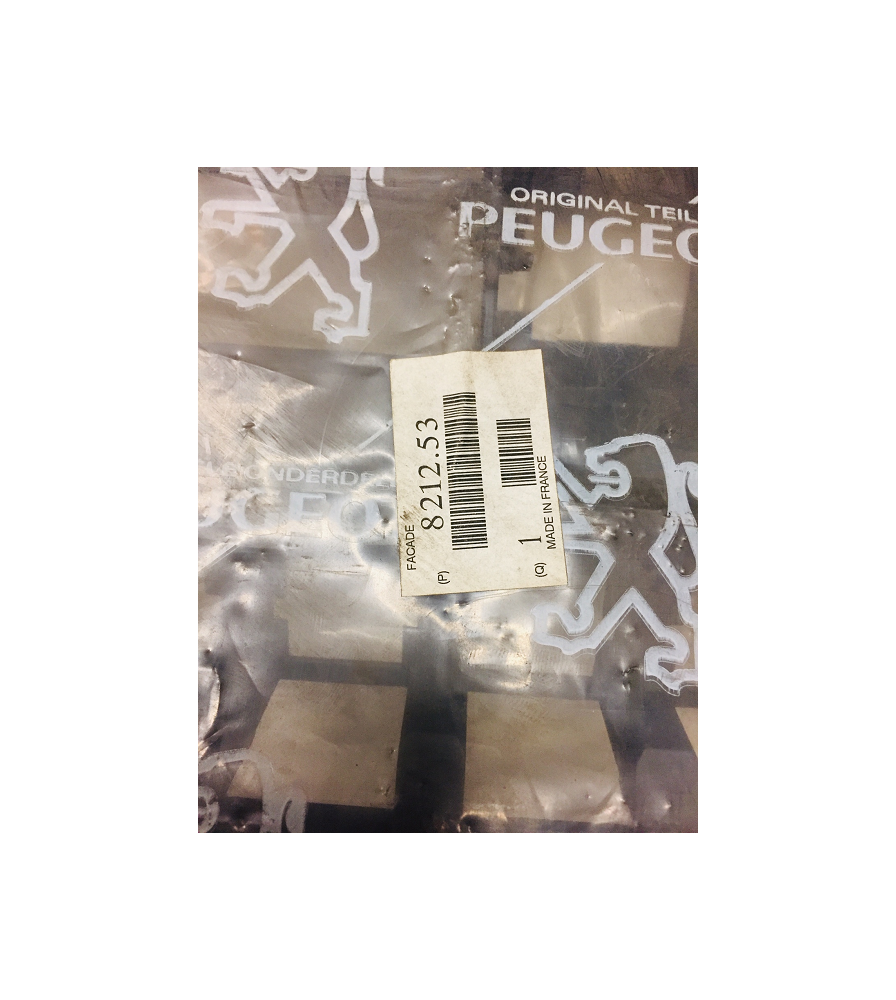 ORIGINAL TEIL
PEUGEO
FACADE
8212.53
(P)
(Q) 1
MADE IN FRANCE